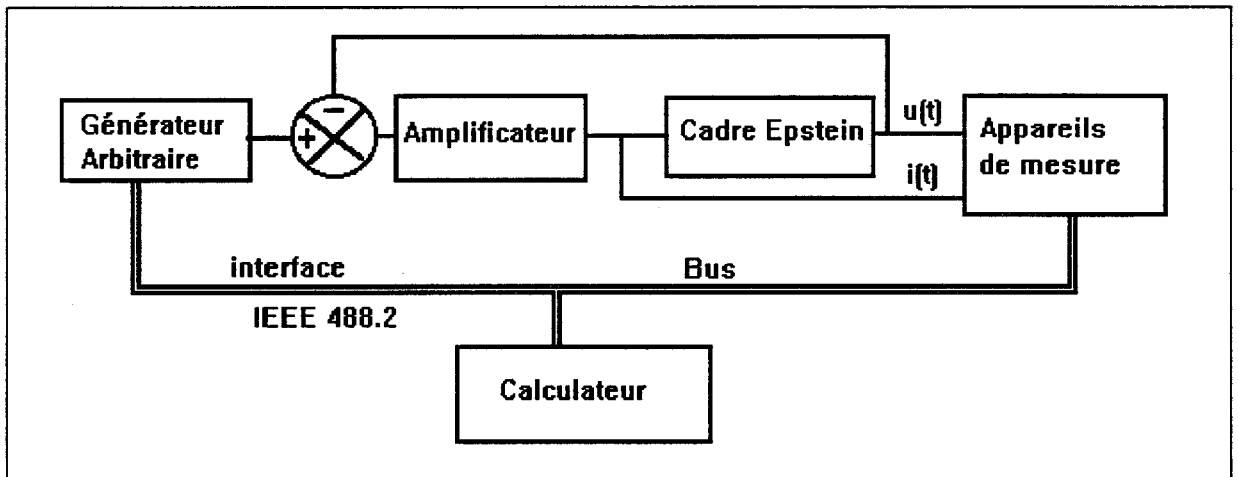 Générateur
Arbitraire
+
−
Amplificateur
Cadre Epstein
u(t)
i(t)
Appareils
de mesure
interface
Bus
IEEE 488.2
Calculateur